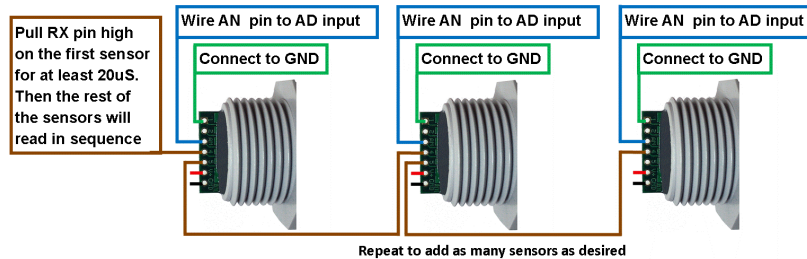 Pull RX pin high
on the first sensor
for at least 20uS.
Then the rest of
the sensors will
read in sequence
Wire AN pin to AD input
Connect to GND
Wire AN pin to AD input
Connect to GND
Wire AN pin to AD input
Connect to GND
Repeat to add as many sensors as desired